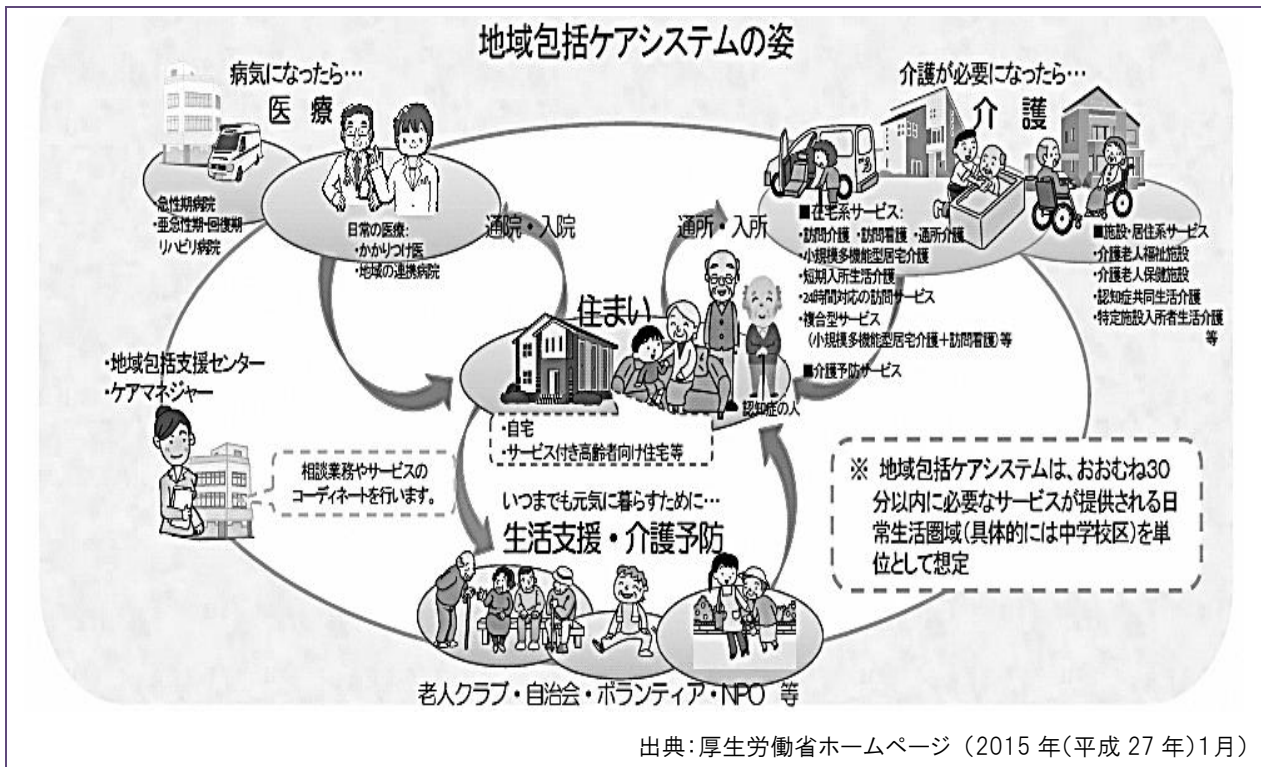 地域包括ケアシステムの姿
病気になったら…
医 療
急性期病院
・亜急性期・回復期
リハビリ病院
日常の医療:
・かかりつけ医
・地域の連携病院
通院・入院
通所・入所
介護が必要になったら…
介 護
■在宅系サービス:
・訪問介護 ・訪問看護 ・通所介護
・小規模多機能型居宅介護
・短期入所生活介護
・24時間対応の訪問サービス
・複合型サービス
(小規模多機能型居宅介護+訪問看護)等
■介護予防サービス
■施設・居住系サービス
・介護老人福祉施設
・介護老人保健施設
・認知症共同生活介護
・特定施設入所者生活介護
等
住まい
認知症の人
・自宅
・サービス付き高齢者向け住宅等
・地域包括支援センター
・ケアマネジャー
相談業務やサービスの
コーディネートを行います。
いつまでも元気に暮らすために…
生活支援・介護予防
老人クラブ・自治会・ボランティア・NPO 等
※ 地域包括ケアシステムは、おおむね30
分以内に必要なサービスが提供される日
常生活圏域(具体的には中学校区)を単
位として想定
出典:厚生労働省ホームページ (2015 年(平成 27 年)1月)